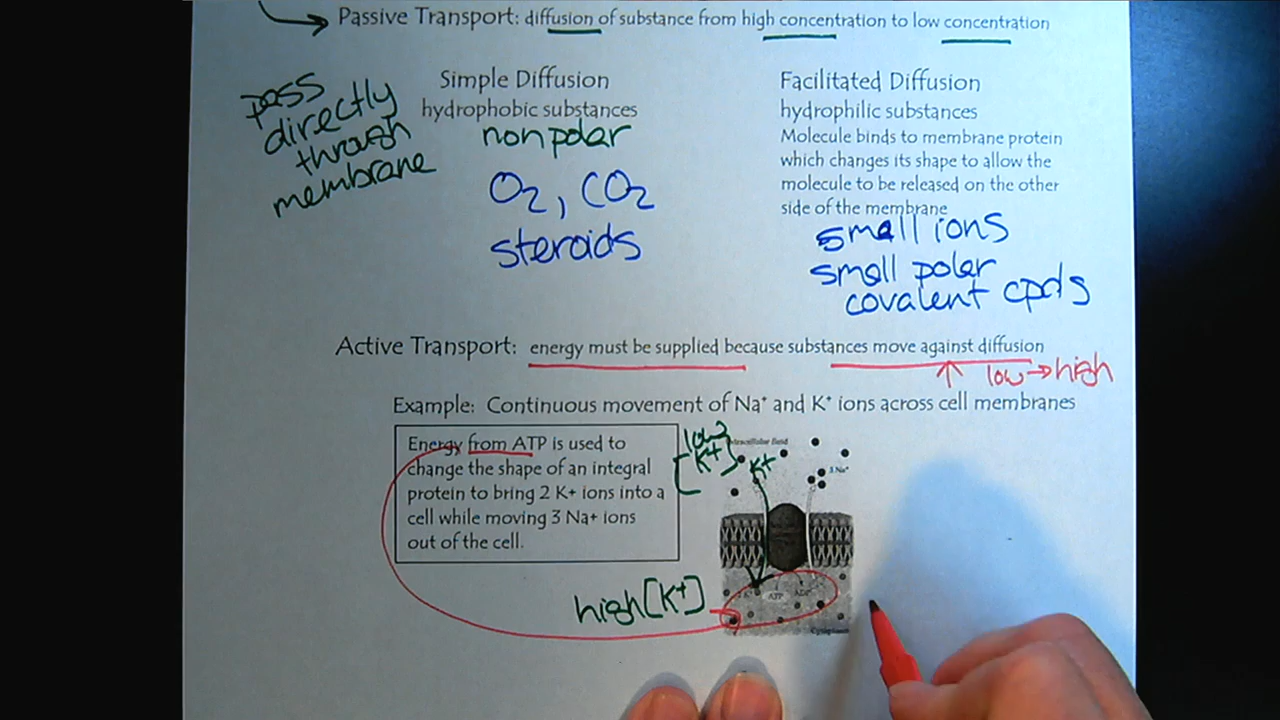 Passive Transport: diffusion of substance from high concentration to low concentration
pass
directly
through
membrane
Simple Diffusion
hydrophobic substances
nonpolar
O2, CO2
steroids
Facilitated Diffusion
hydrophilic substances
Molecule binds to membrane protein
which changes its shape to allow the
molecule to be released on the other
side of the membrane
small ions
small polar
covalent cpds
Active Transport: energy must be supplied because substances move against diffusion
low → high
Example: Continuous movement of Na+ and K+ ions across cell membranes
Energy from ATP is used to
change the shape of an integral
protein to bring 2 K+ ions into a
cell while moving 3 Na+ ions
out of the cell.
low
[K+]
K+
fluid
3 Na+
high [K+]
ATP
ADP
Cytoplasm